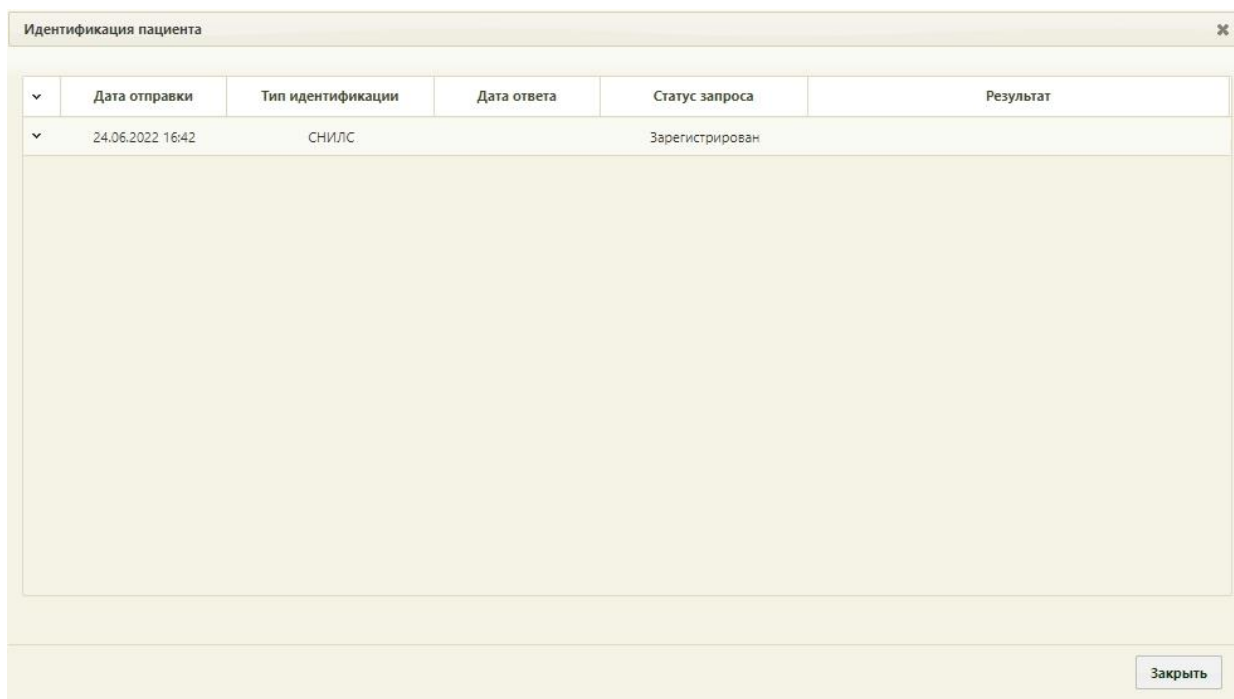 Идентификация пациента
Дата отправки Тип идентификации Дата ответа Статус запроса Результат
24.06.2022 16:42 СНИЛС Зарегистрирован
Закрыть